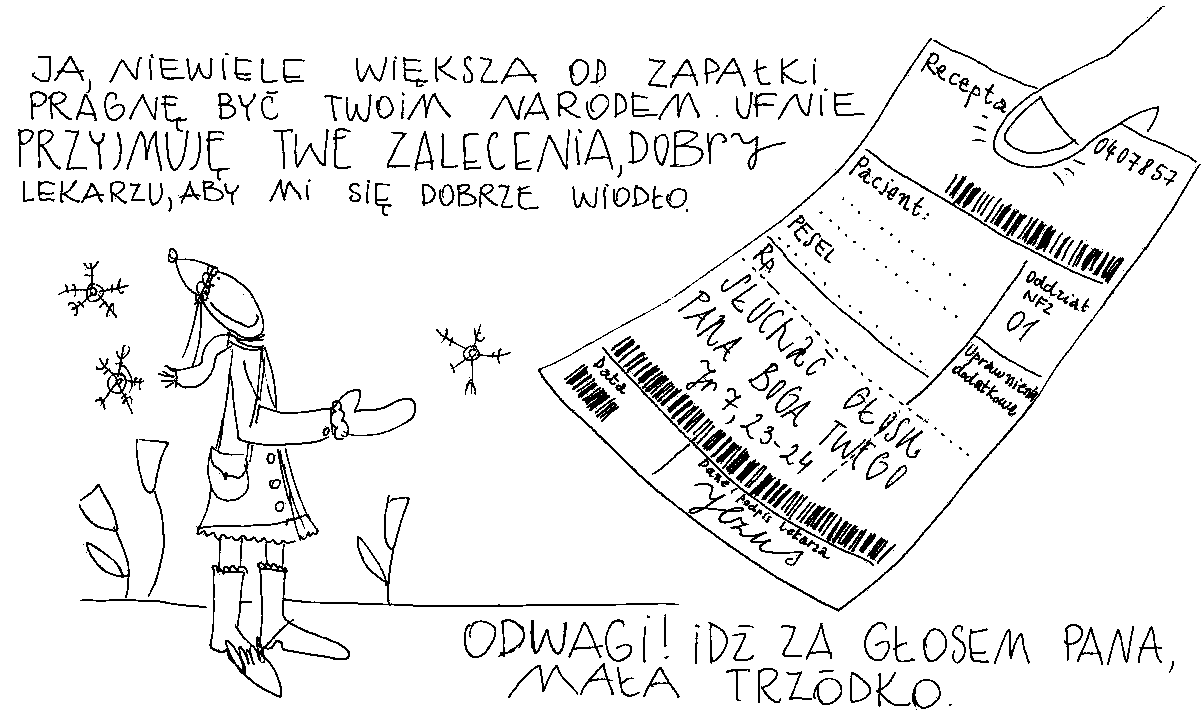 JA, NIEWIELE WIĘKSZA OD ZAPAŁKI
PRAGNĘ BYĆ TWOIM NARODEM. UFNIE
PRZYJMUJĘ TWE ZALECENIA, DOBRY
LEKARZU, ABY MI SIĘ DOBRZE WIODŁO.
Recepta
0407857
Pacjent:
PESEL
Oddział
NFZ
01
Uprawnienia
dodatkowe
Rp
SŁUCHAĆ GŁOSU
PANA BOGA TWEGO
Jr 7, 23-24!
Data
Dane i podpis lekarza
Jezus
ODWAGI! IDŹ ZA GŁOSEM PANA,
MAŁA TRZÓDKO.